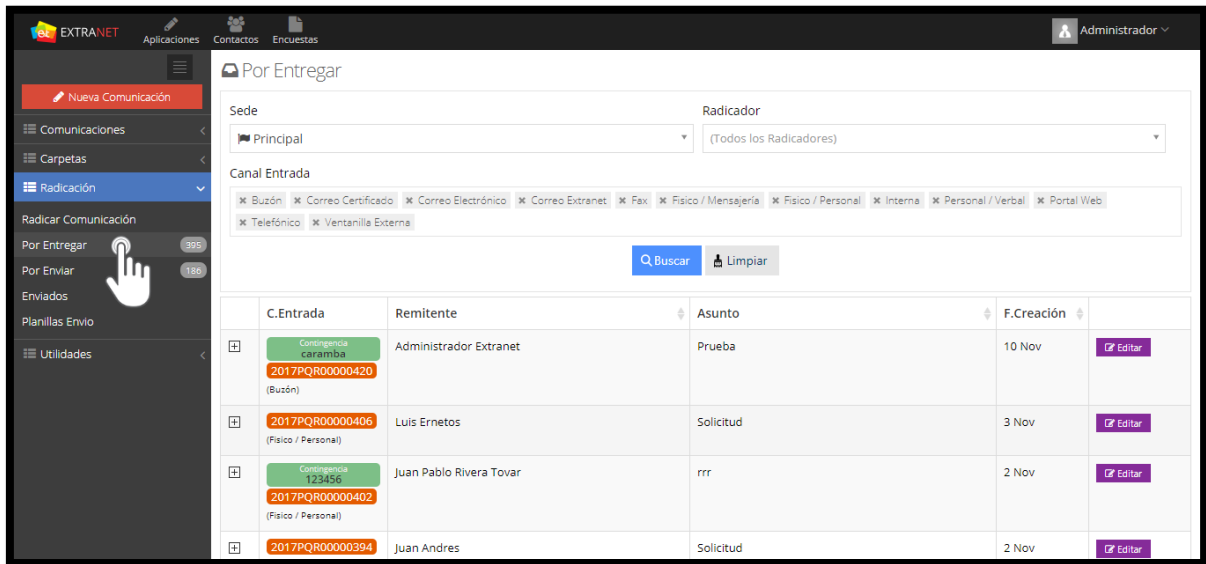 el EXTRANET
Aplicaciones Contactos Encuestas
Administrador
Nueva Comunicación
Comunicaciones
Carpetas
Radicación
Radicar Comunicación
Por Entregar 395
Por Enviar 186
Enviados
Planillas Envio
Utilidades
Por Entregar
Sede Radicador
Principal (Todos los Radicadores)
Canal Entrada
Buzón Correo Certificado Correo Electrónico Correo Extranet Fax Fisico / Mensajería Fisico / Personal Interna Personal / Verbal Portal Web
Telefónico Ventanilla Externa
Buscar Limpiar
C.Entrada Remitente Asunto F.Creación
Contingencia
caramba
2017PQR00000420
(Buzón)
Administrador Extranet Prueba 10 Nov Editar
2017PQR00000406
(Fisico / Personal)
Luis Ernetos Solicitud 3 Nov Editar
Contingencia
123456
2017PQR00000402
(Fisico / Personal)
Juan Pablo Rivera Tovar rrr 2 Nov Editar
2017PQR00000394 Juan Andres Solicitud 2 Nov Editar